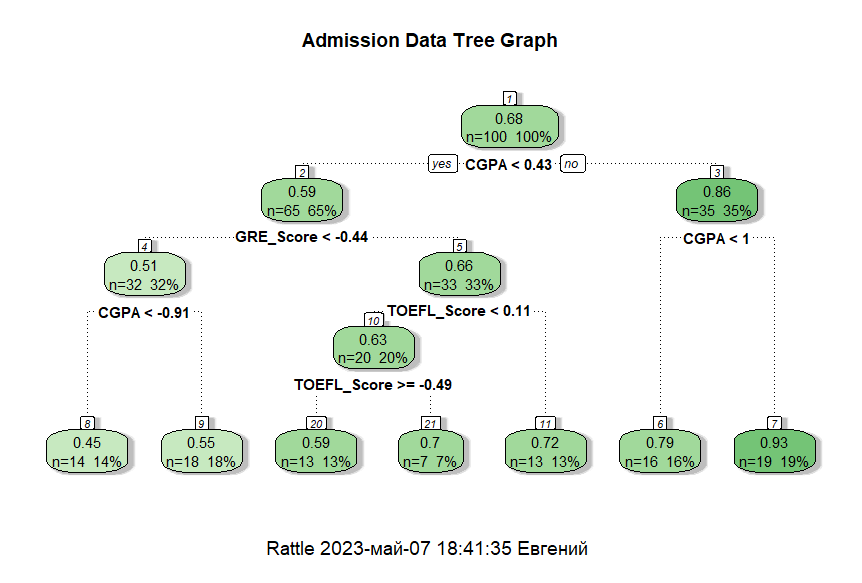 Admission Data Tree Graph
1
0.68
n=100 100%
yes CGPA < 0.43 no
2
0.59
n=65 65%
3
0.86
n=35 35%
GRE_Score < -0.44
CGPA < 1
4
0.51
n=32 32%
5
0.66
n=33 33%
CGPA < -0.91
TOEFL_Score < 0.11
10
0.63
n=20 20%
TOEFL_Score >= -0.49
8
0.45
n=14 14%
9
0.55
n=18 18%
20
0.59
n=13 13%
21
0.7
n=7 7%
11
0.72
n=13 13%
6
0.79
n=16 16%
7
0.93
n=19 19%
Rattle 2023-май-07 18:41:35 Евгений